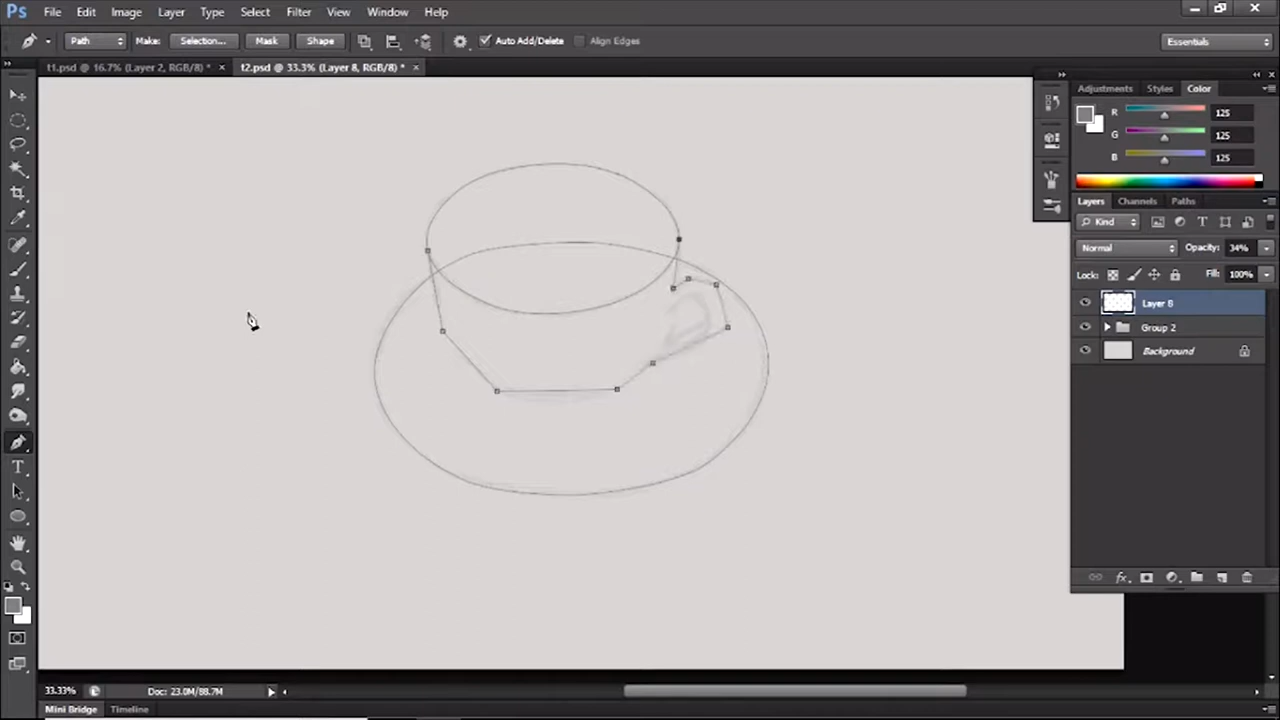 Ps File Edit Image Layer Type Select Filter View Window Help
Path Make: Selection... Mask Shape Auto Add/Delete Align Edges Essentials
t1.psd @ 16.7% (Layer 2, RGB/8) * × t2.psd @ 33.3% (Layer 8, RGB/8) * ×
Adjustments Styles Color
R 125
G 125
B 125
Layers Channels Paths
Kind
Normal Opacity: 34%
Lock: Fill: 100%
Layer 8
Group 2
Background
33.33% Doc: 23.0M/88.7M
Mini Bridge Timeline